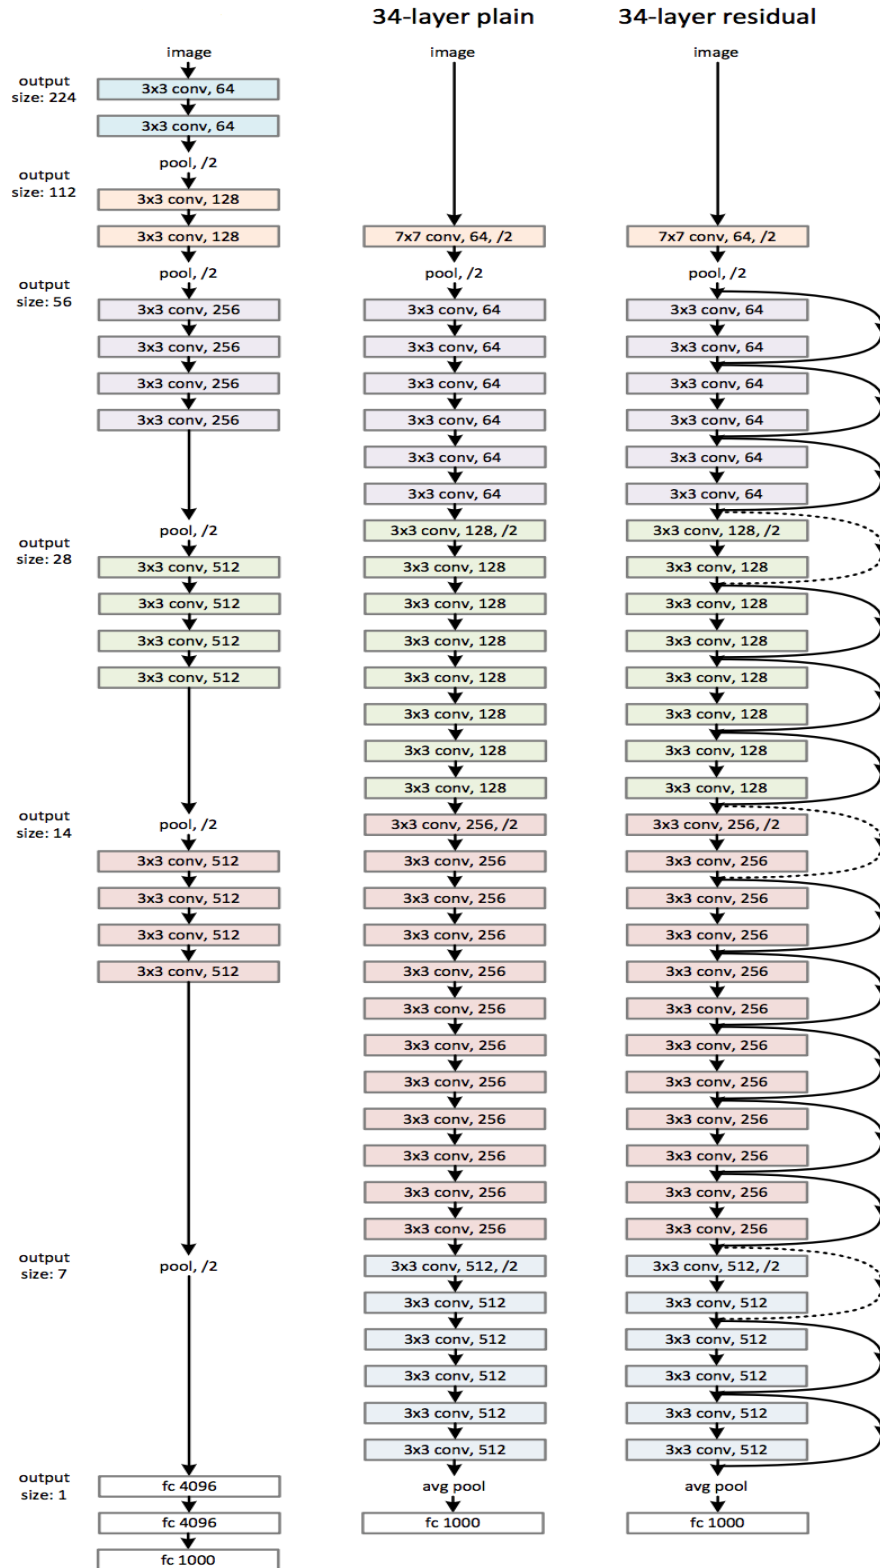 output
size: 224
output
size: 112
output
size: 56
output
size: 28
output
size: 14
output
size: 7
output
size: 1
image
3x3 conv, 64
3x3 conv, 64
pool, /2
3x3 conv, 128
3x3 conv, 128
pool, /2
3x3 conv, 256
3x3 conv, 256
3x3 conv, 256
3x3 conv, 256
pool, /2
3x3 conv, 512
3x3 conv, 512
3x3 conv, 512
3x3 conv, 512
pool, /2
3x3 conv, 512
3x3 conv, 512
3x3 conv, 512
3x3 conv, 512
pool, /2
fc 4096
fc 4096
fc 1000
34-layer plain
image
7x7 conv, 64, /2
pool, /2
3x3 conv, 64
3x3 conv, 64
3x3 conv, 64
3x3 conv, 64
3x3 conv, 64
3x3 conv, 64
3x3 conv, 128, /2
3x3 conv, 128
3x3 conv, 128
3x3 conv, 128
3x3 conv, 128
3x3 conv, 128
3x3 conv, 128
3x3 conv, 128
3x3 conv, 256, /2
3x3 conv, 256
3x3 conv, 256
3x3 conv, 256
3x3 conv, 256
3x3 conv, 256
3x3 conv, 256
3x3 conv, 256
3x3 conv, 256
3x3 conv, 256
3x3 conv, 256
3x3 conv, 256
3x3 conv, 512, /2
3x3 conv, 512
3x3 conv, 512
3x3 conv, 512
3x3 conv, 512
3x3 conv, 512
avg pool
fc 1000
34-layer residual
image
7x7 conv, 64, /2
pool, /2
3x3 conv, 64
3x3 conv, 64
3x3 conv, 64
3x3 conv, 64
3x3 conv, 64
3x3 conv, 64
3x3 conv, 128, /2
3x3 conv, 128
3x3 conv, 128
3x3 conv, 128
3x3 conv, 128
3x3 conv, 128
3x3 conv, 128
3x3 conv, 128
3x3 conv, 256, /2
3x3 conv, 256
3x3 conv, 256
3x3 conv, 256
3x3 conv, 256
3x3 conv, 256
3x3 conv, 256
3x3 conv, 256
3x3 conv, 256
3x3 conv, 256
3x3 conv, 256
3x3 conv, 256
3x3 conv, 512, /2
3x3 conv, 512
3x3 conv, 512
3x3 conv, 512
3x3 conv, 512
3x3 conv, 512
avg pool
fc 1000